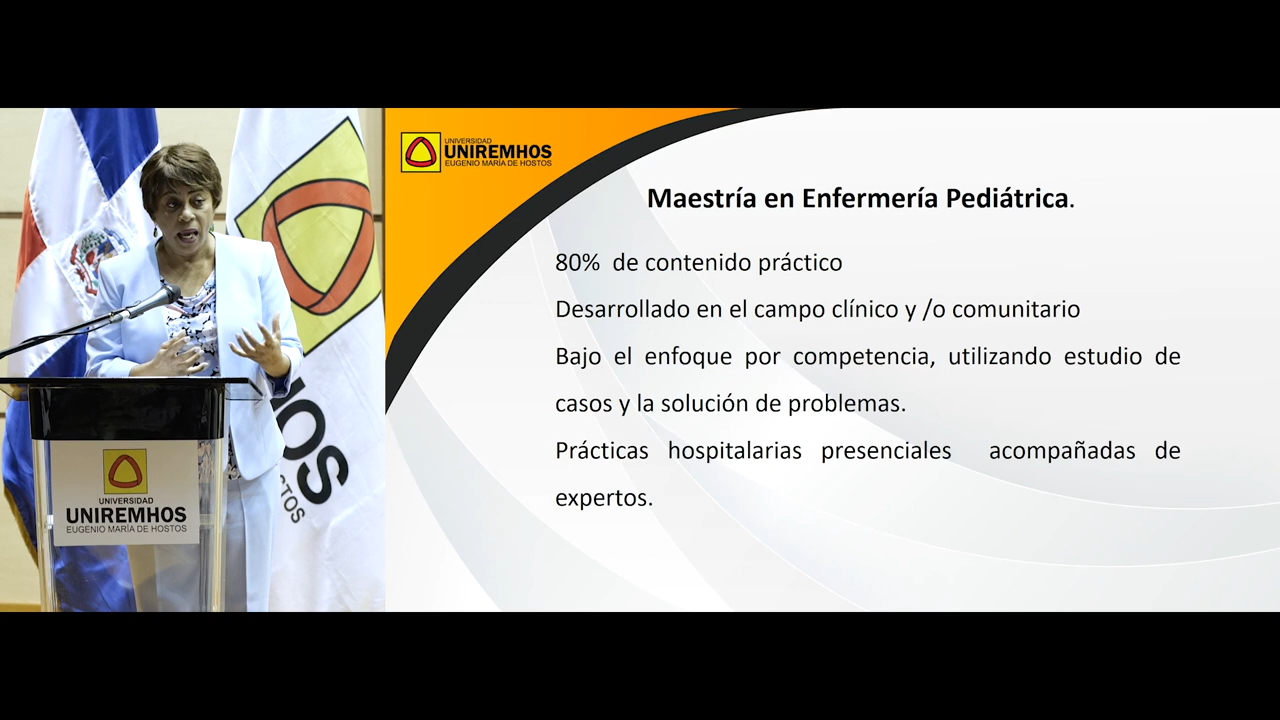 UNIVERSIDAD
UNIREMHOS
EUGENIO MARÍA DE HOSTOS
Maestría en Enfermería Pediátrica.
80% de contenido práctico
Desarrollado en el campo clínico y /o comunitario
Bajo el enfoque por competencia, utilizando estudio de
casos y la solución de problemas.
Prácticas hospitalarias presenciales acompañadas de
expertos.
HOS
STOS
UNIVERSIDAD
UNIREMHOS
EUGENIO MARÍA DE HOSTOS